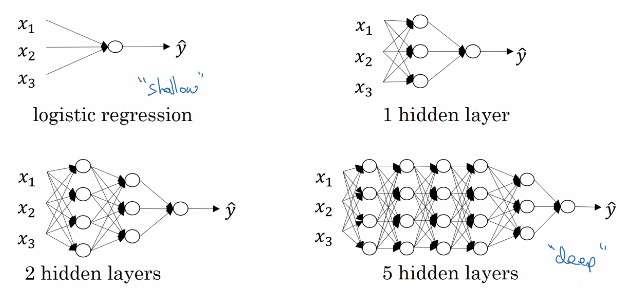 x₁
x₂
x₃
ŷ
"shallow"
logistic regression
x₁
x₂
x₃
ŷ
1 hidden layer
x₁
x₂
x₃
ŷ
2 hidden layers
x₁
x₂
x₃
ŷ
"deep"
5 hidden layers